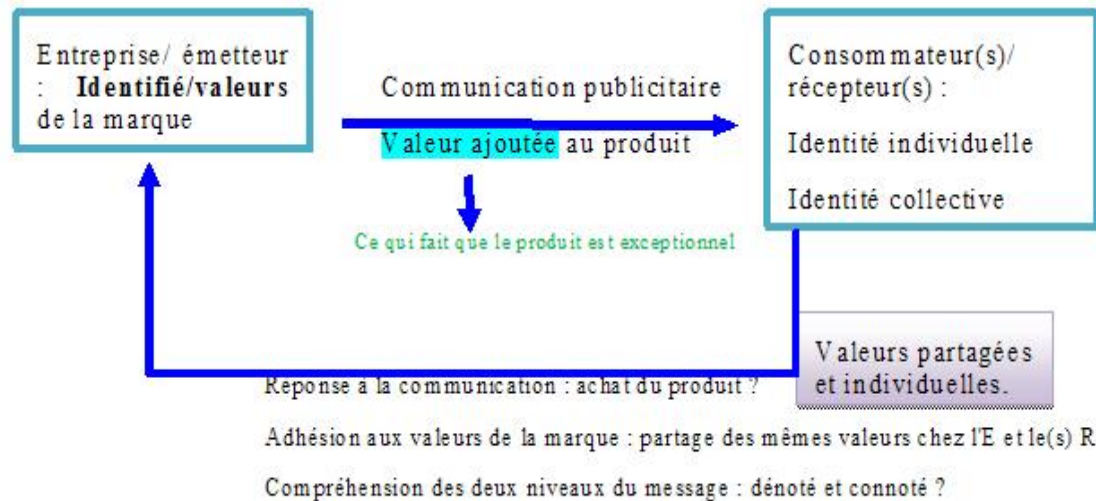 Entreprise/ émetteur
: Identifié/valeurs
de la marque
Communication publicitaire
Valeur ajoutée au produit
Ce qui fait que le produit est exceptionnel
Consommateur(s)/
récepteur(s) :
Identité individuelle
Identité collective
Valeurs partagées
et individuelles.
Réponse à la communication : achat du produit ?
Adhésion aux valeurs de la marque : partage des mêmes valeurs chez l'E et le(s) R
Compréhension des deux niveaux du message : dénoté et connoté ?